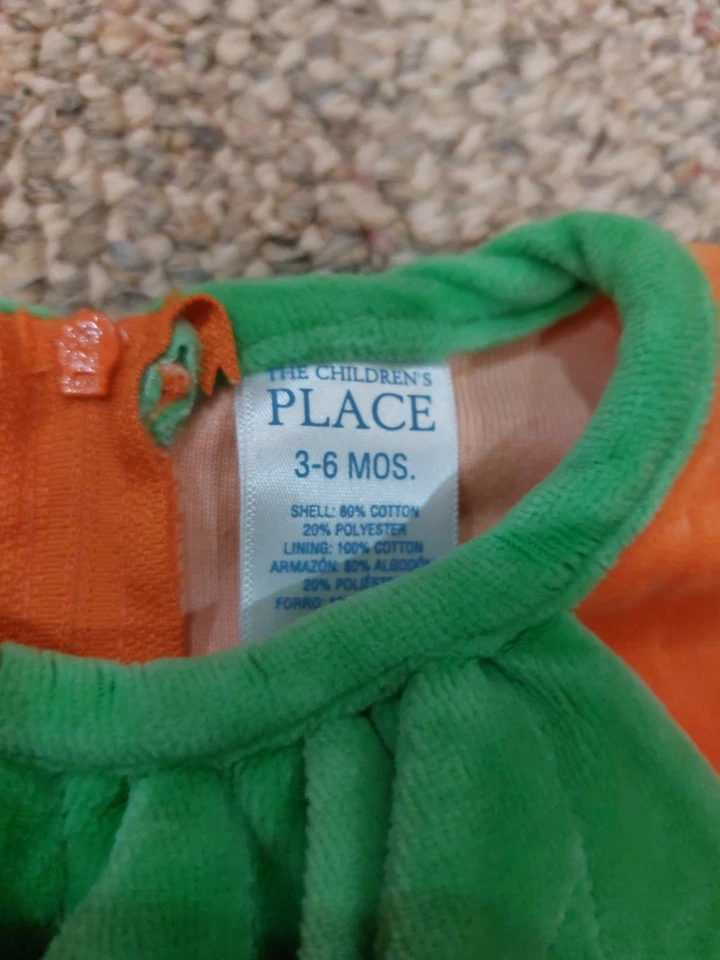 THE CHILDREN'S
PLACE
3-6 MOS.
SHELL: 80% COTTON
20% POLYESTER
LINING: 100% COTTON
ARMAZÓN: 80% ALGODÓN
20% POLIÉSTER
FORRO: